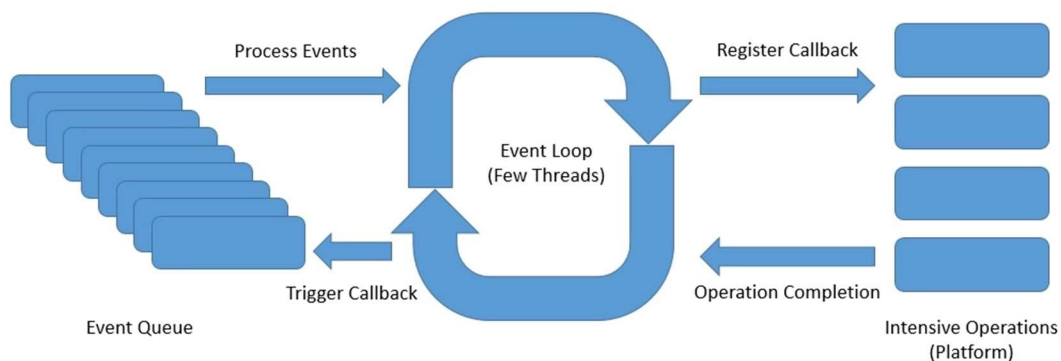 Process Events
Register Callback
Event Loop
(Few Threads)
Trigger Callback
Operation Completion
Event Queue
Intensive Operations
(Platform)